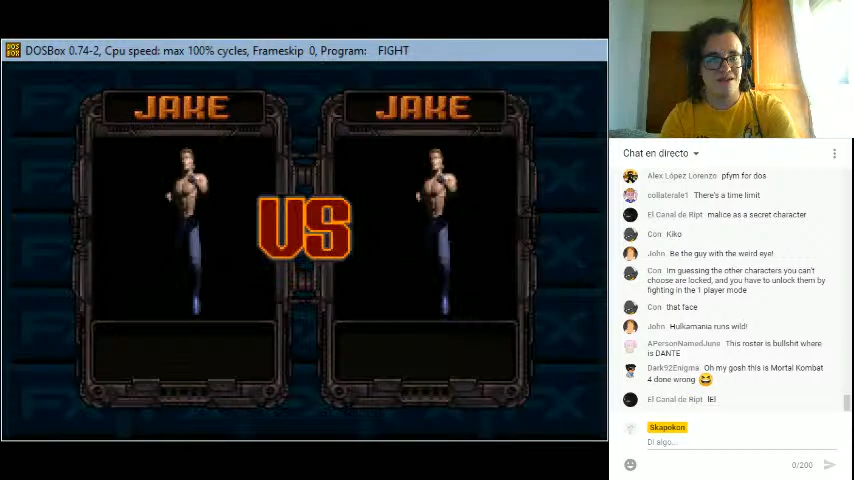 DOSBox 0.74-2, Cpu speed: max 100% cycles, Frameskip 0, Program: FIGHT
JAKE
JAKE
VS
Chat en directo
Alex López Lorenzo pfym for dos
collaterale1 There's a time limit
El Canal de Ript malice as a secret character
Con Kiko
John Be the guy with the weird eye!
Con Im guessing the other characters you can't
choose are locked, and you have to unlock them by
fighting in the 1 player mode
Con that face
John Hulkamania runs wild!
APersonNamedJune This roster is bullshit where
is DANTE
Dark92Enigma Oh my gosh this is Mortal Kombat
4 done wrong
El Canal de Ript lEl
Skapokon
Di algo...
0/200